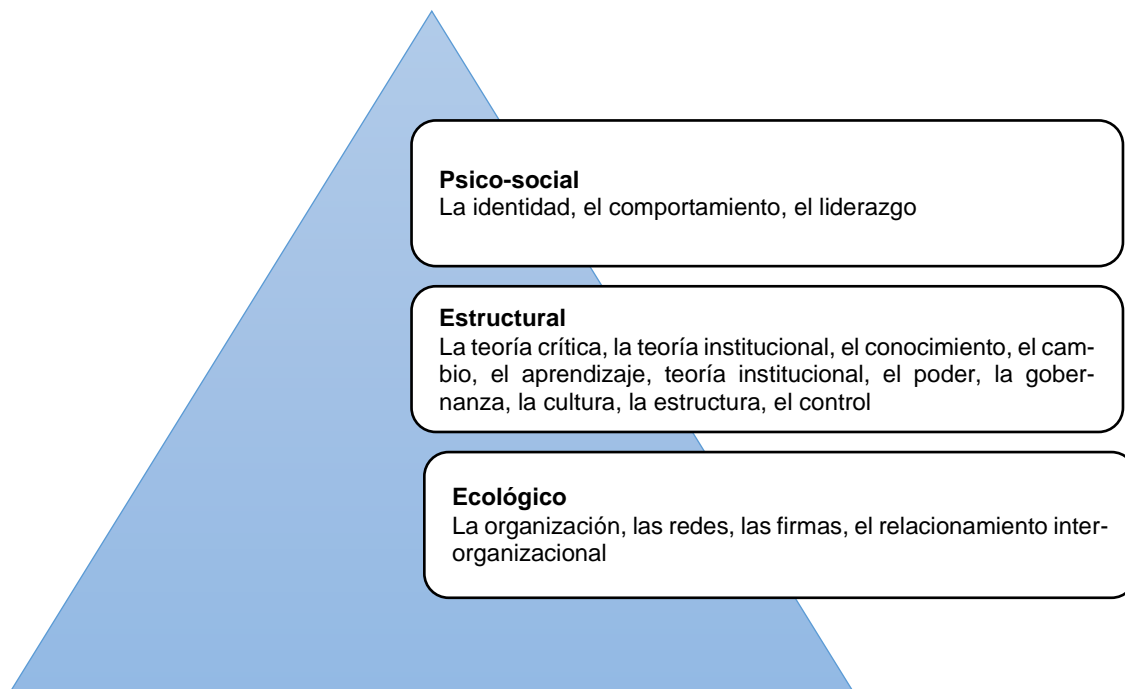 Psico-social
La identidad, el comportamiento, el liderazgo
Estructural
La teoría crítica, la teoría institucional, el conocimiento, el cam-
bio, el aprendizaje, teoría institucional, el poder, la gober-
nanza, la cultura, la estructura, el control
Ecológico
La organización, las redes, las firmas, el relacionamiento inter-
organizacional